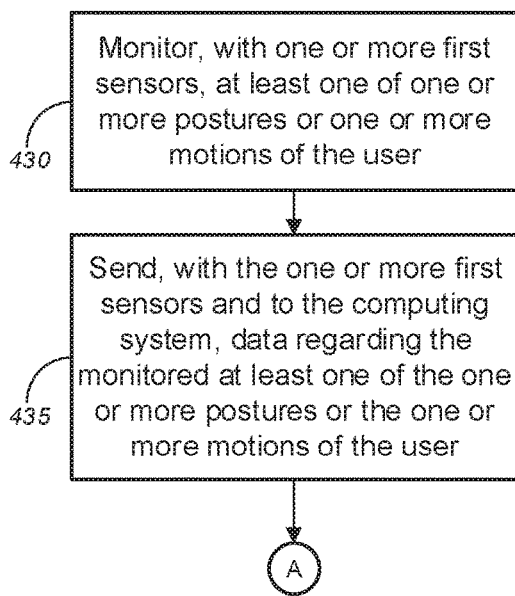 Monitor, with one or more first
sensors, at least one of one or
more postures or one or more
motions of the user
430
Send, with the one or more first
sensors and to the computing
system, data regarding the
monitored at least one of the one
or more postures or the one or
more motions of the user
435
A